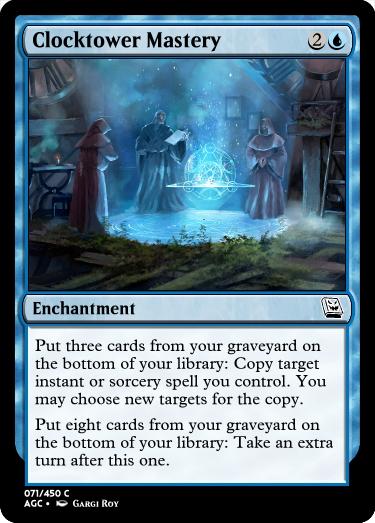 Clocktower Mastery 2
Enchantment
Put three cards from your graveyard on
the bottom of your library: Copy target
instant or sorcery spell you control. You
may choose new targets for the copy.
Put eight cards from your graveyard on
the bottom of your library: Take an extra
turn after this one.
071/450 C
AGC • Gargi Roy